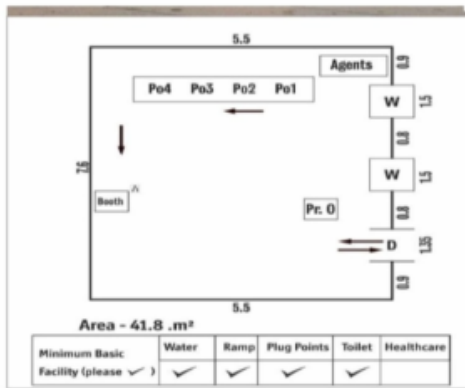 5.5
Agents
0.9
Po4 Po3 Po2 Po1
W
1.5
0.8
7.6
W
1.5
Booth
Pr. O
0.8
D
1.35
0.9
5.5
Area - 41.8 .m²
Minimum Basic Facility (please ✓ )
Water
Ramp
Plug Points
Toilet
Healthcare
✓ ✓ ✓ ✓